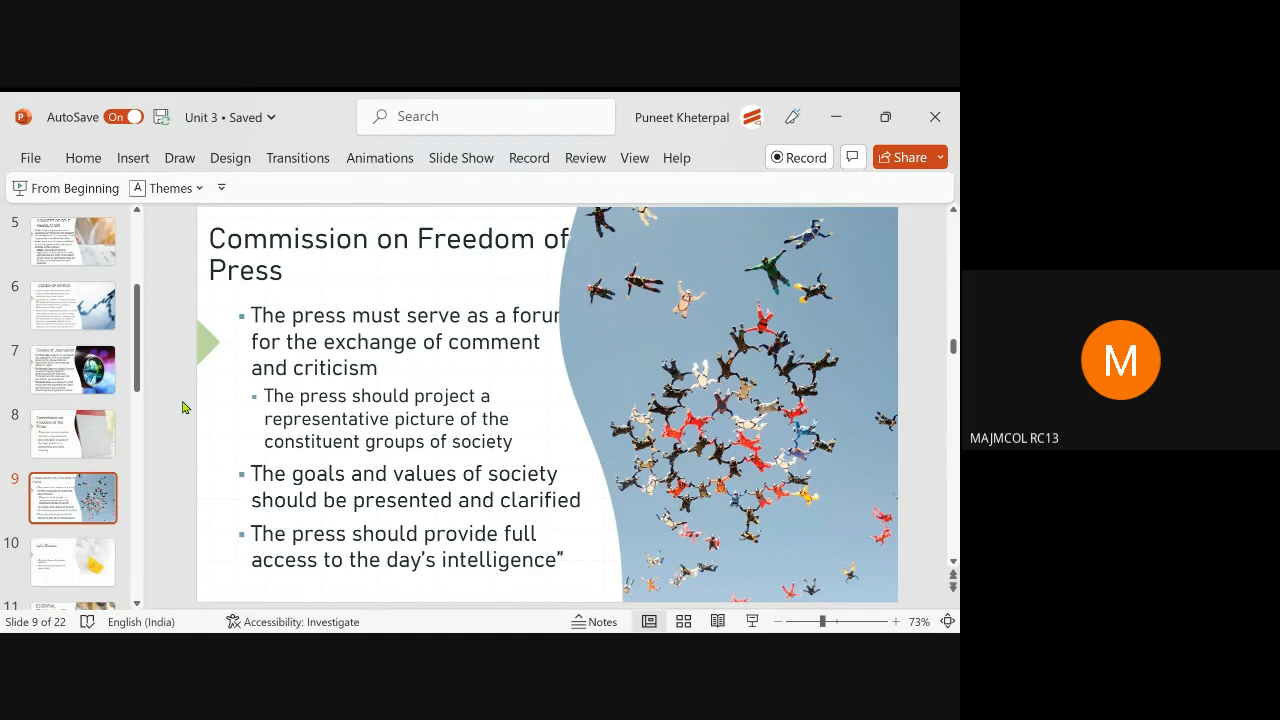 AutoSave On Unit 3 • Saved Search Puneet Kheterpal
File Home Insert Draw Design Transitions Animations Slide Show Record Review View Help Record Share
From Beginning A Themes
5
6
7
8
9
10
11
Commission on Freedom of
Press
The press must serve as a forum
for the exchange of comment
and criticism
The press should project a
representative picture of the
constituent groups of society
The goals and values of society
should be presented and clarified
The press should provide full
access to the day's intelligence”
Slide 9 of 22 English (India) Accessibility: Investigate Notes 73%
M
MAJMCOL RC13